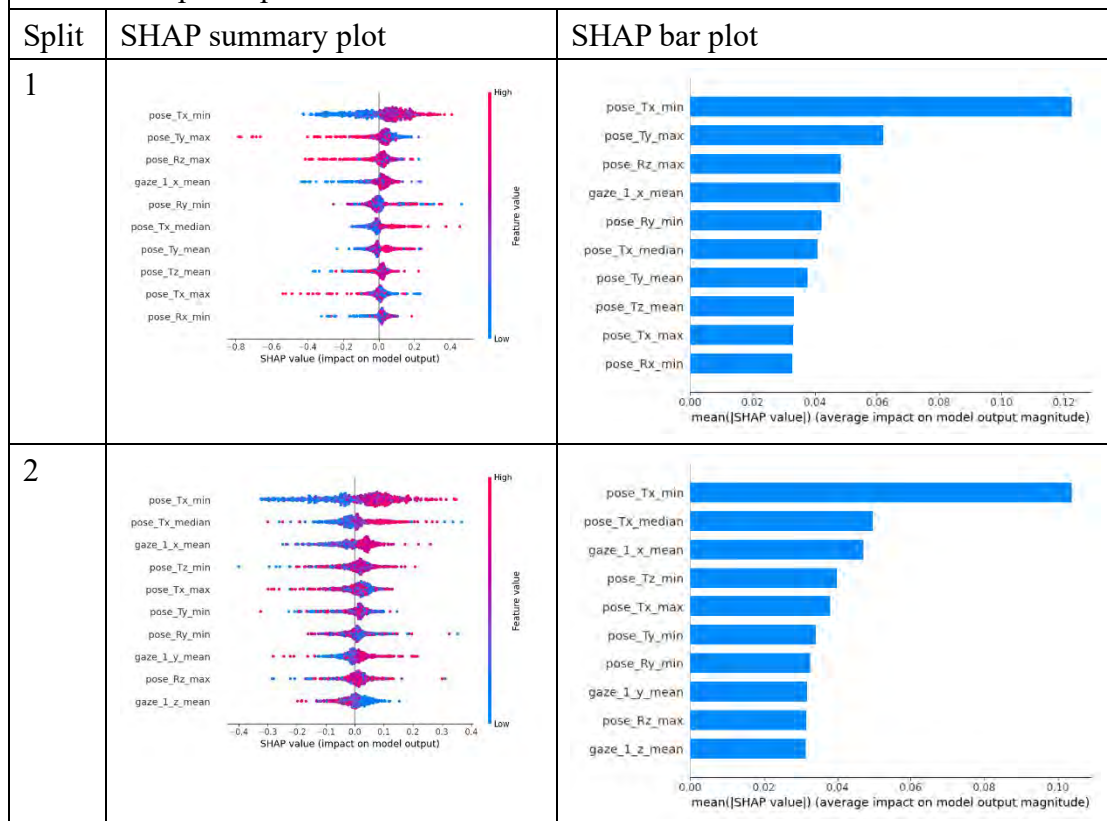 Split SHAP summary plot SHAP bar plot
1
High
pose_Tx_min
pose_Ty_max
pose_Rz_max
gaze_1_x_mean
pose_Ry_min
pose_Tx_median
pose_Ty_mean
pose_Tz_mean
pose_Tx_max
pose_Rx_min
Feature value
Low
−0.8 −0.6 −0.4 −0.2 0.0 0.2 0.4
SHAP value (impact on model output)
pose_Tx_min
pose_Ty_max
pose_Rz_max
gaze_1_x_mean
pose_Ry_min
pose_Tx_median
pose_Ty_mean
pose_Tz_mean
pose_Tx_max
pose_Rx_min
0.00 0.02 0.04 0.06 0.08 0.10 0.12
mean(|SHAP value|) (average impact on model output magnitude)
2
High
pose_Tx_min
pose_Tx_median
gaze_1_x_mean
pose_Tz_min
pose_Tx_max
pose_Ty_min
pose_Ry_min
gaze_1_y_mean
pose_Rz_max
gaze_1_z_mean
Feature value
Low
−0.4 −0.3 −0.2 −0.1 0.0 0.1 0.2 0.3 0.4
SHAP value (impact on model output)
pose_Tx_min
pose_Tx_median
gaze_1_x_mean
pose_Tz_min
pose_Tx_max
pose_Ty_min
pose_Ry_min
gaze_1_y_mean
pose_Rz_max
gaze_1_z_mean
0.00 0.02 0.04 0.06 0.08 0.10
mean(|SHAP value|) (average impact on model output magnitude)